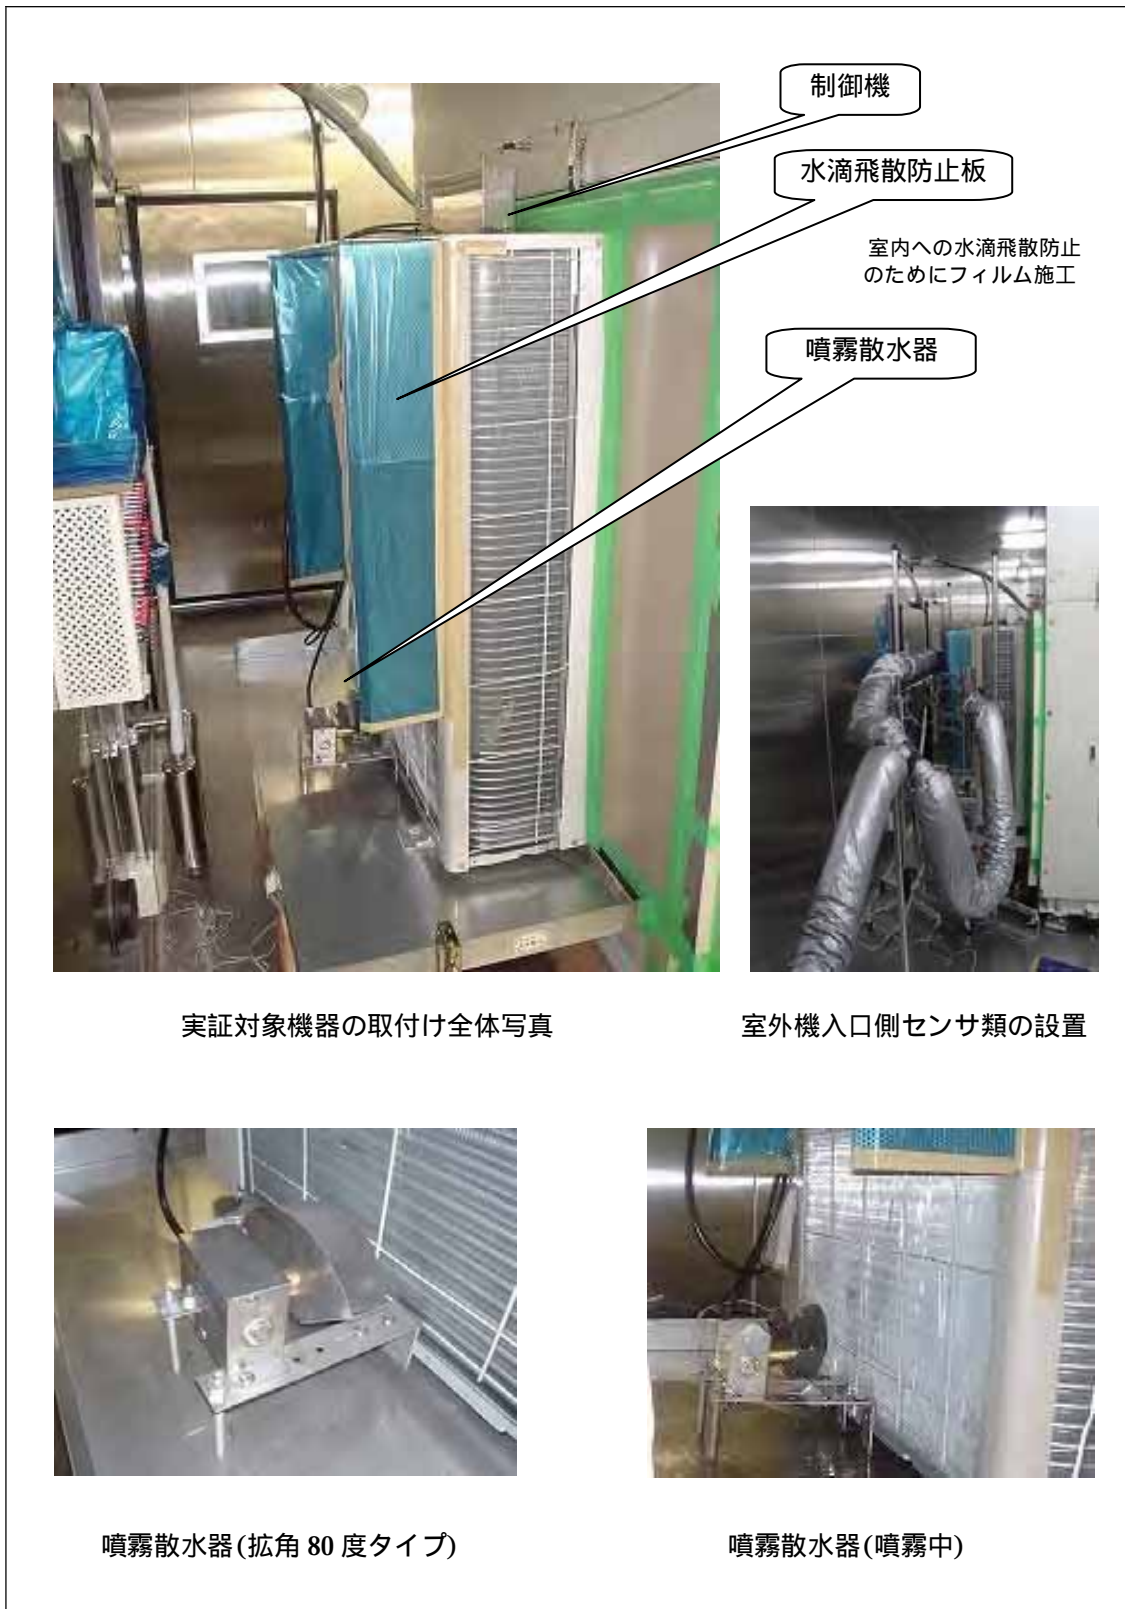 制御機
水滴飛散防止板
室内への水滴飛散防止
のためにフィルム施工
噴霧散水器
実証対象機器の取付け全体写真
室外機入口側センサ類の設置
噴霧散水器(拡角 80 度タイプ)
噴霧散水器(噴霧中)